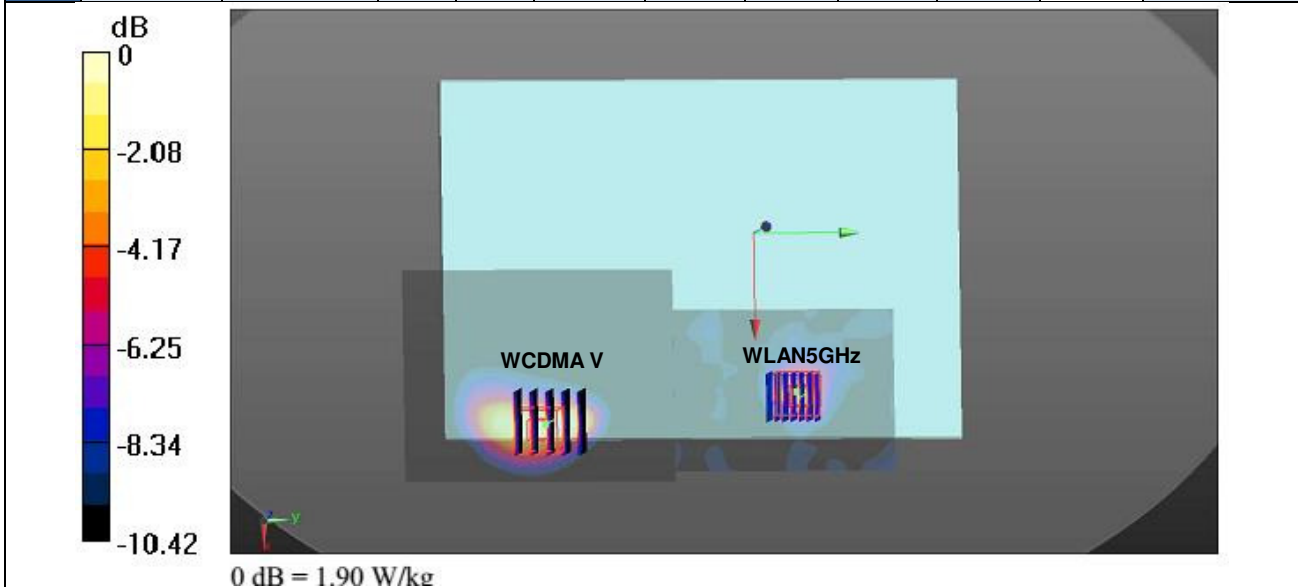 dB
0
-2.08
-4.17
-6.25
-8.34
-10.42
WCDMA V
WLAN5GHz
y
0 dB = 1.90 W/kg